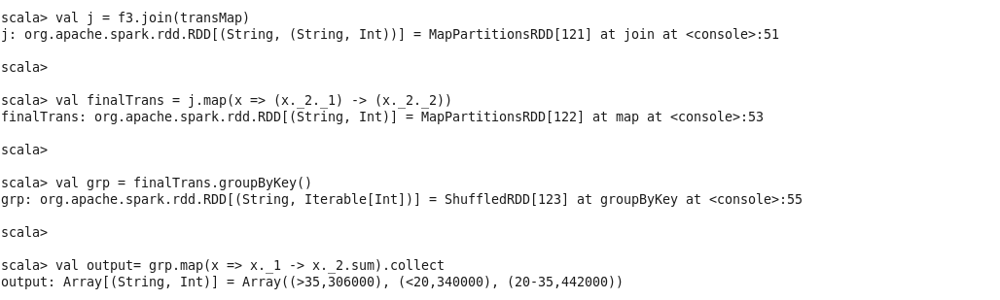 scala> val j = f3.join(transMap)
j: org.apache.spark.rdd.RDD[(String, (String, Int))] = MapPartitionsRDD[121] at join at <console>:51
scala>
scala> val finalTrans = j.map(x => (x._2._1) -> (x._2._2))
finalTrans: org.apache.spark.rdd.RDD[(String, Int)] = MapPartitionsRDD[122] at map at <console>:53
scala>
scala> val grp = finalTrans.groupByKey()
grp: org.apache.spark.rdd.RDD[(String, Iterable[Int])] = ShuffledRDD[123] at groupByKey at <console>:55
scala>
scala> val output= grp.map(x => x._1 -> x._2.sum).collect
output: Array[(String, Int)] = Array((>35,306000), (<20,340000), (20-35,442000))